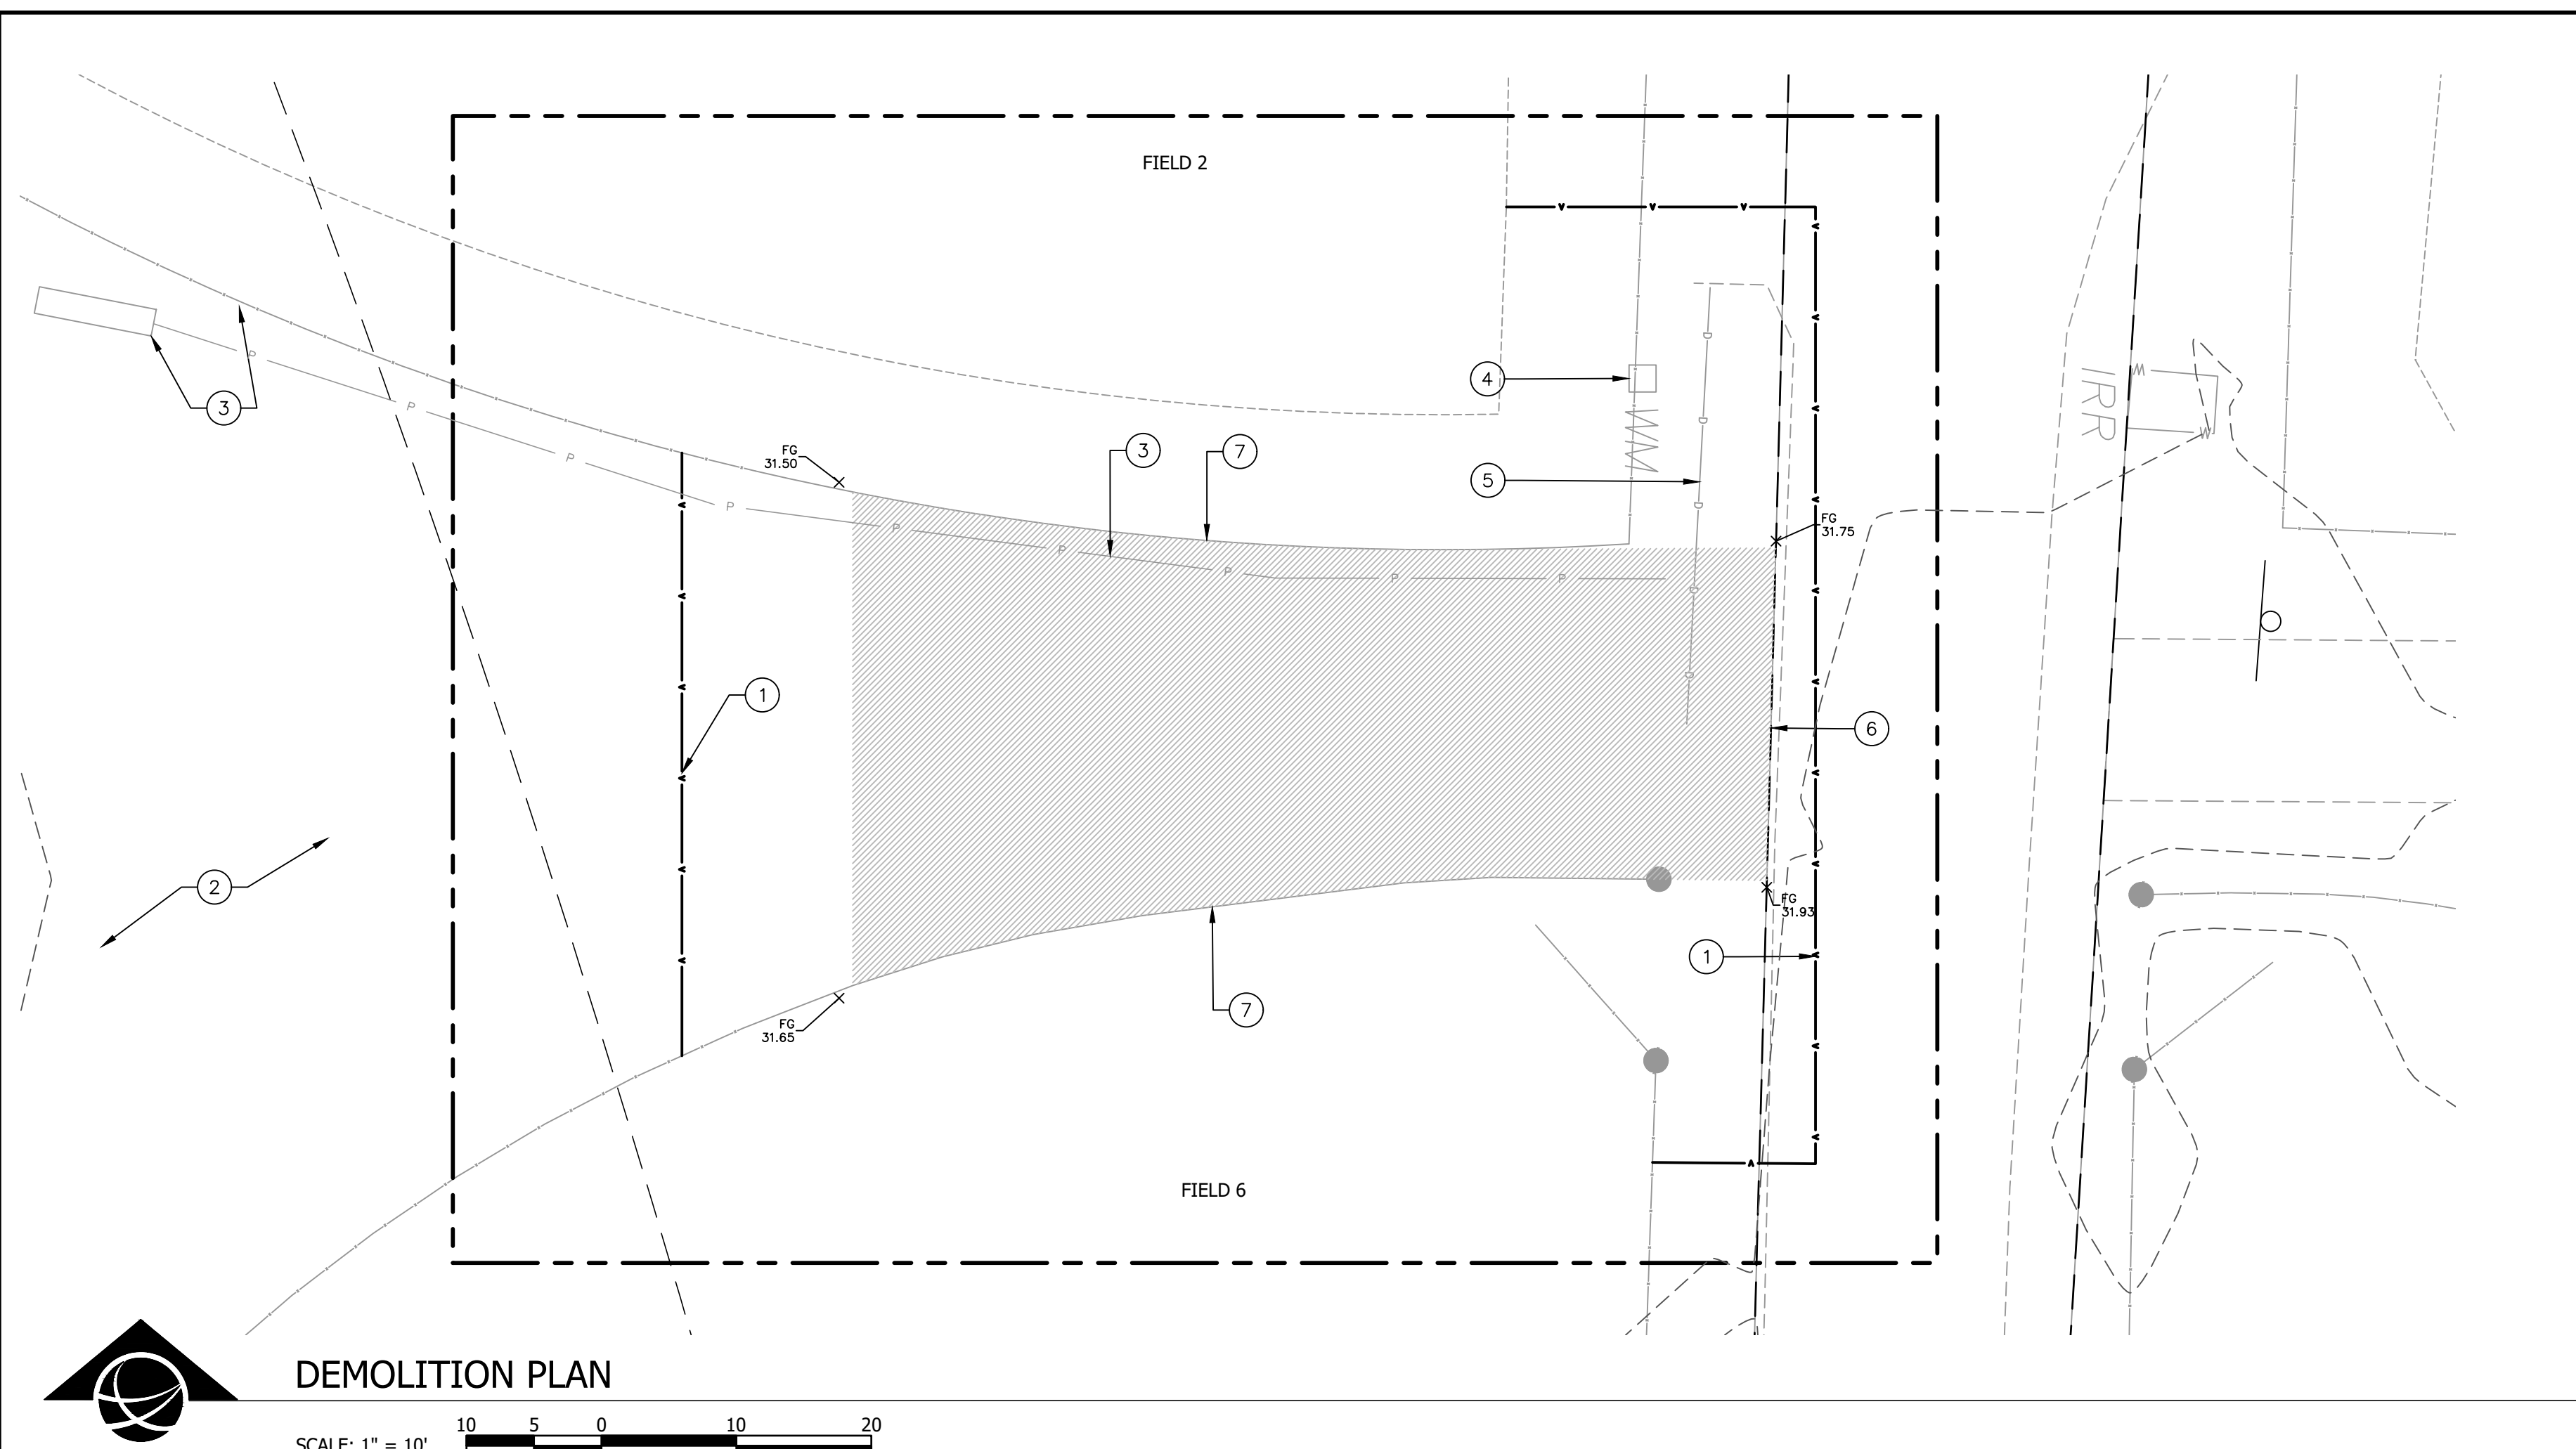 FIELD 2
IRR
W
W
P
P
P
4
D
FG
31.50
3
7
3
5
D
D
P
P
P
P
P
P
FG
31.75
D
D
1
6
2
FG
31.93
1
FG
31.65
7
FIELD 6
DEMOLITION PLAN
10 5 0 10 20
SCALE: 1" = 10'